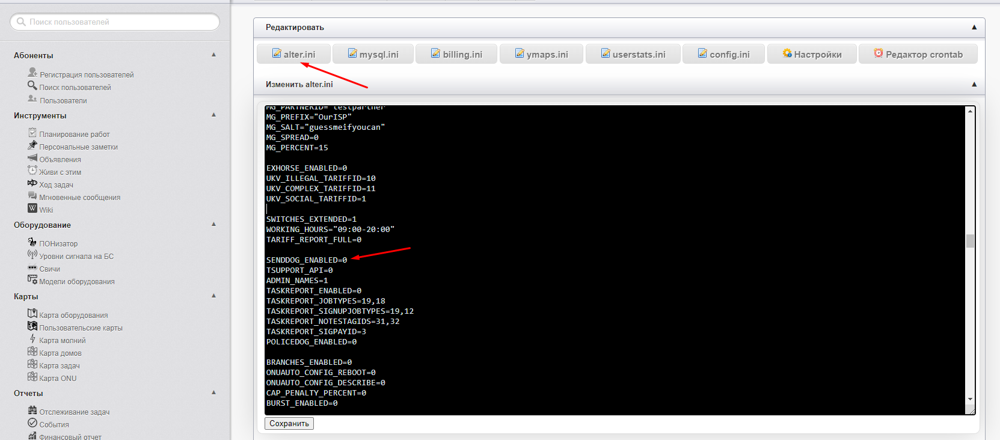 Поиск пользователей
Абоненты
Регистрация пользователей
Поиск пользователей
Пользователи
Инструменты
Планирование работ
Персональные заметки
Объявления
Живи с этим
Ход задач
Мгновенные сообщения
Wiki
Оборудование
ПОНизатор
Уровни сигнала на БС
Свичи
Модели оборудования
Карты
Карта оборудования
Пользовательские карты
Карта молний
Карта домов
Карта задач
Карта ONU
Отчеты
Отслеживание задач
События
Финансовый отчет
Редактировать
alter.ini mysql.ini billing.ini ymaps.ini userstats.ini config.ini Настройки Редактор crontab
Изменить alter.ini
MG_PARTNERID="testpartner"
MG_PREFIX="OurISP"
MG_SALT="guessmeifyoucan"
MG_SPREAD=0
MG_PERCENT=15
EXHORSE_ENABLED=0
UKV_ILLEGAL_TARIFFID=10
UKV_COMPLEX_TARIFFID=11
UKV_SOCIAL_TARIFFID=1
SWITCHES_EXTENDED=1
WORKING_HOURS="09:00-20:00"
TARIFF_REPORT_FULL=0
SENDDOG_ENABLED=0
TSUPPORT_API=0
ADMIN_NAMES=1
TASKREPORT_ENABLED=0
TASKREPORT_JOBTYPES=19,18
TASKREPORT_SIGNUPJOBTYPES=19,12
TASKREPORT_NOTESTAGIDS=31,32
TASKREPORT_SIGPAYID=3
POLICEDOG_ENABLED=0
BRANCHES_ENABLED=0
ONUAUTO_CONFIG_REBOOT=0
ONUAUTO_CONFIG_DESCRIBE=0
CAP_PENALTY_PERCENT=0
BURST_ENABLED=0
Сохранить